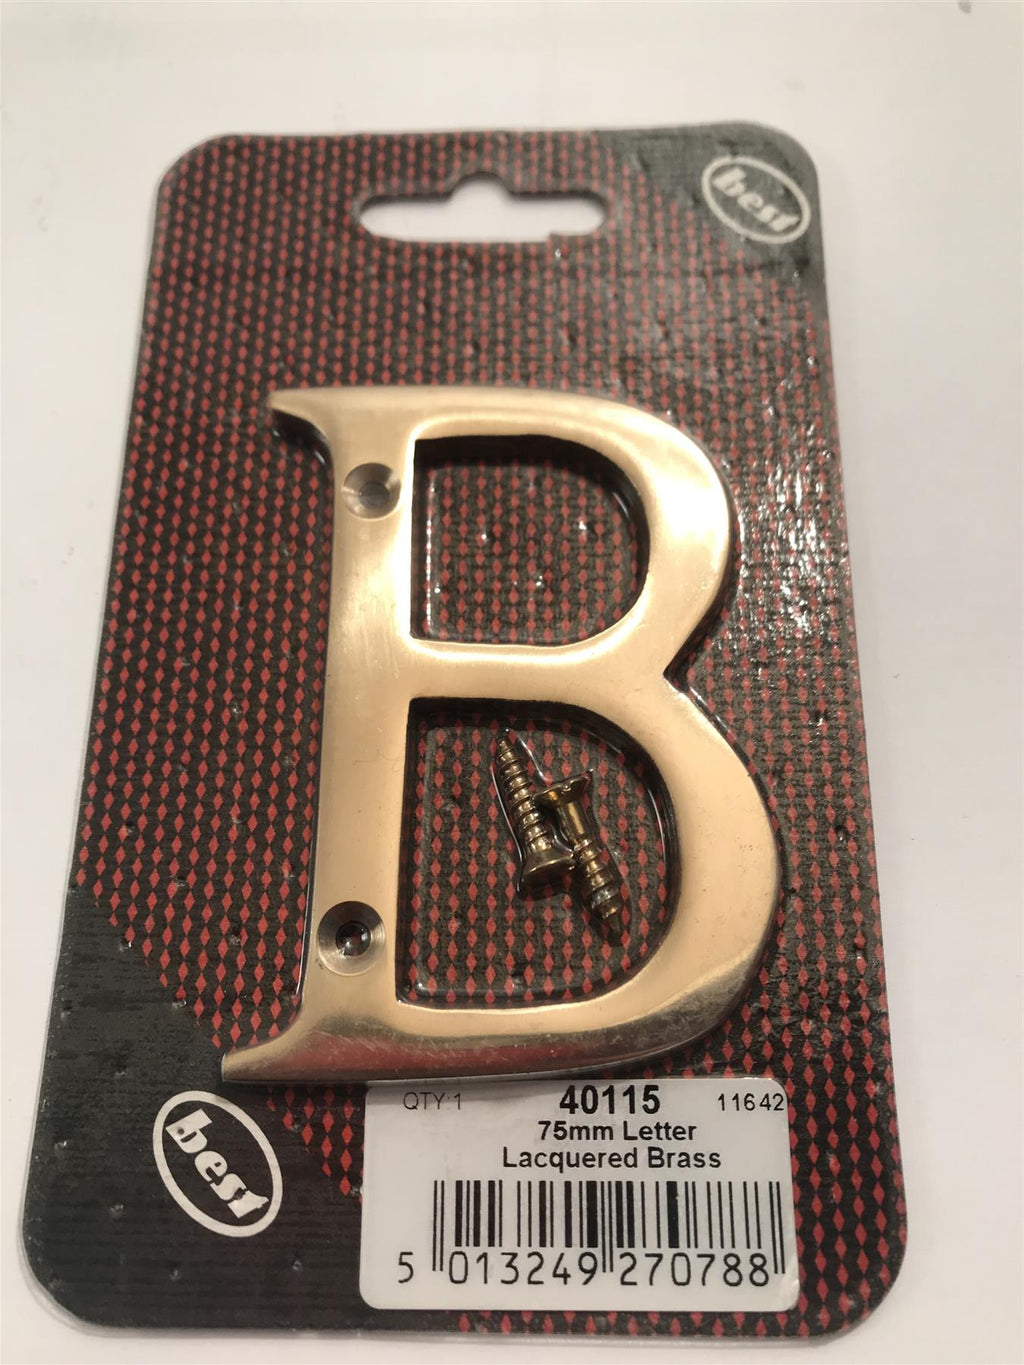 best
B
best
QTY:1 40115 11642
75mm Letter
Lacquered Brass
5 013249 270788